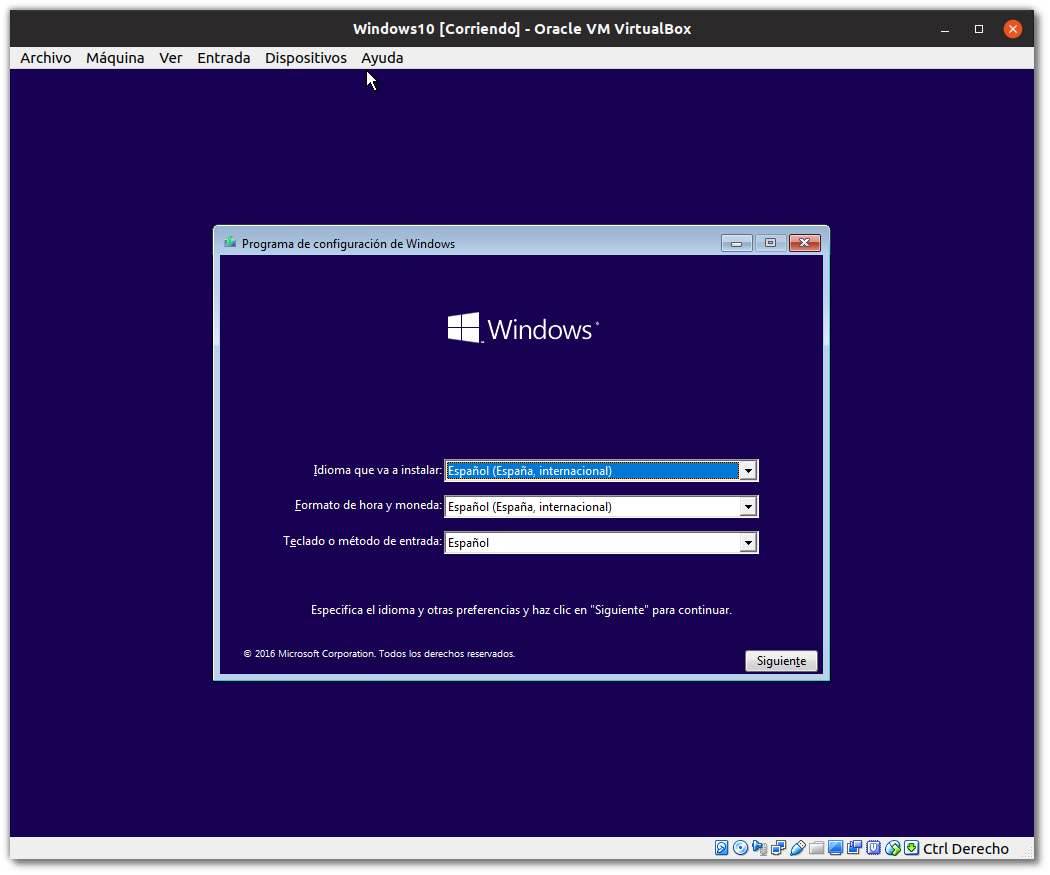 Windows10 [Corriendo] - Oracle VM VirtualBox
Archivo Máquina Ver Entrada Dispositivos Ayuda
Programa de configuración de Windows
Windows
Idioma que va a instalar: Español (España, internacional)
Formato de hora y moneda: Español (España, internacional)
Teclado o método de entrada: Español
Especifica el idioma y otras preferencias y haz clic en "Siguiente" para continuar.
© 2016 Microsoft Corporation. Todos los derechos reservados.
Siguiente
Ctrl Derecho